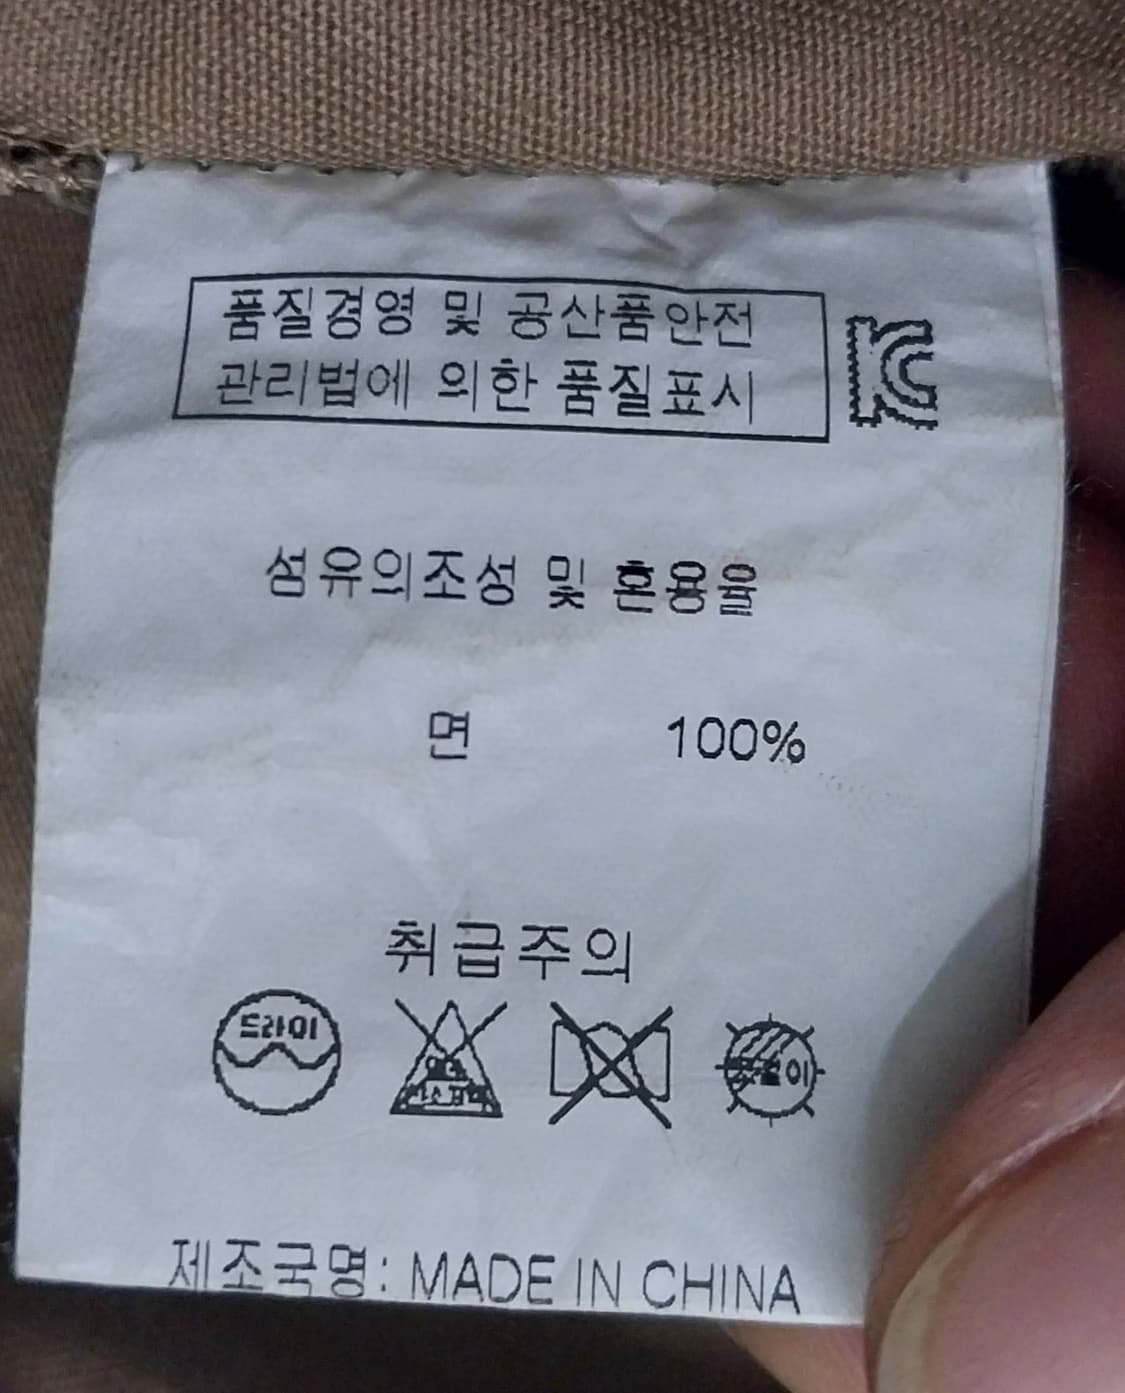 품질경영 및 공산품안전
관리법에 의한 품질표시
KC
섬유의조성 및 혼용율
면 100%
취급주의
드라이
제조국명: MADE IN CHINA